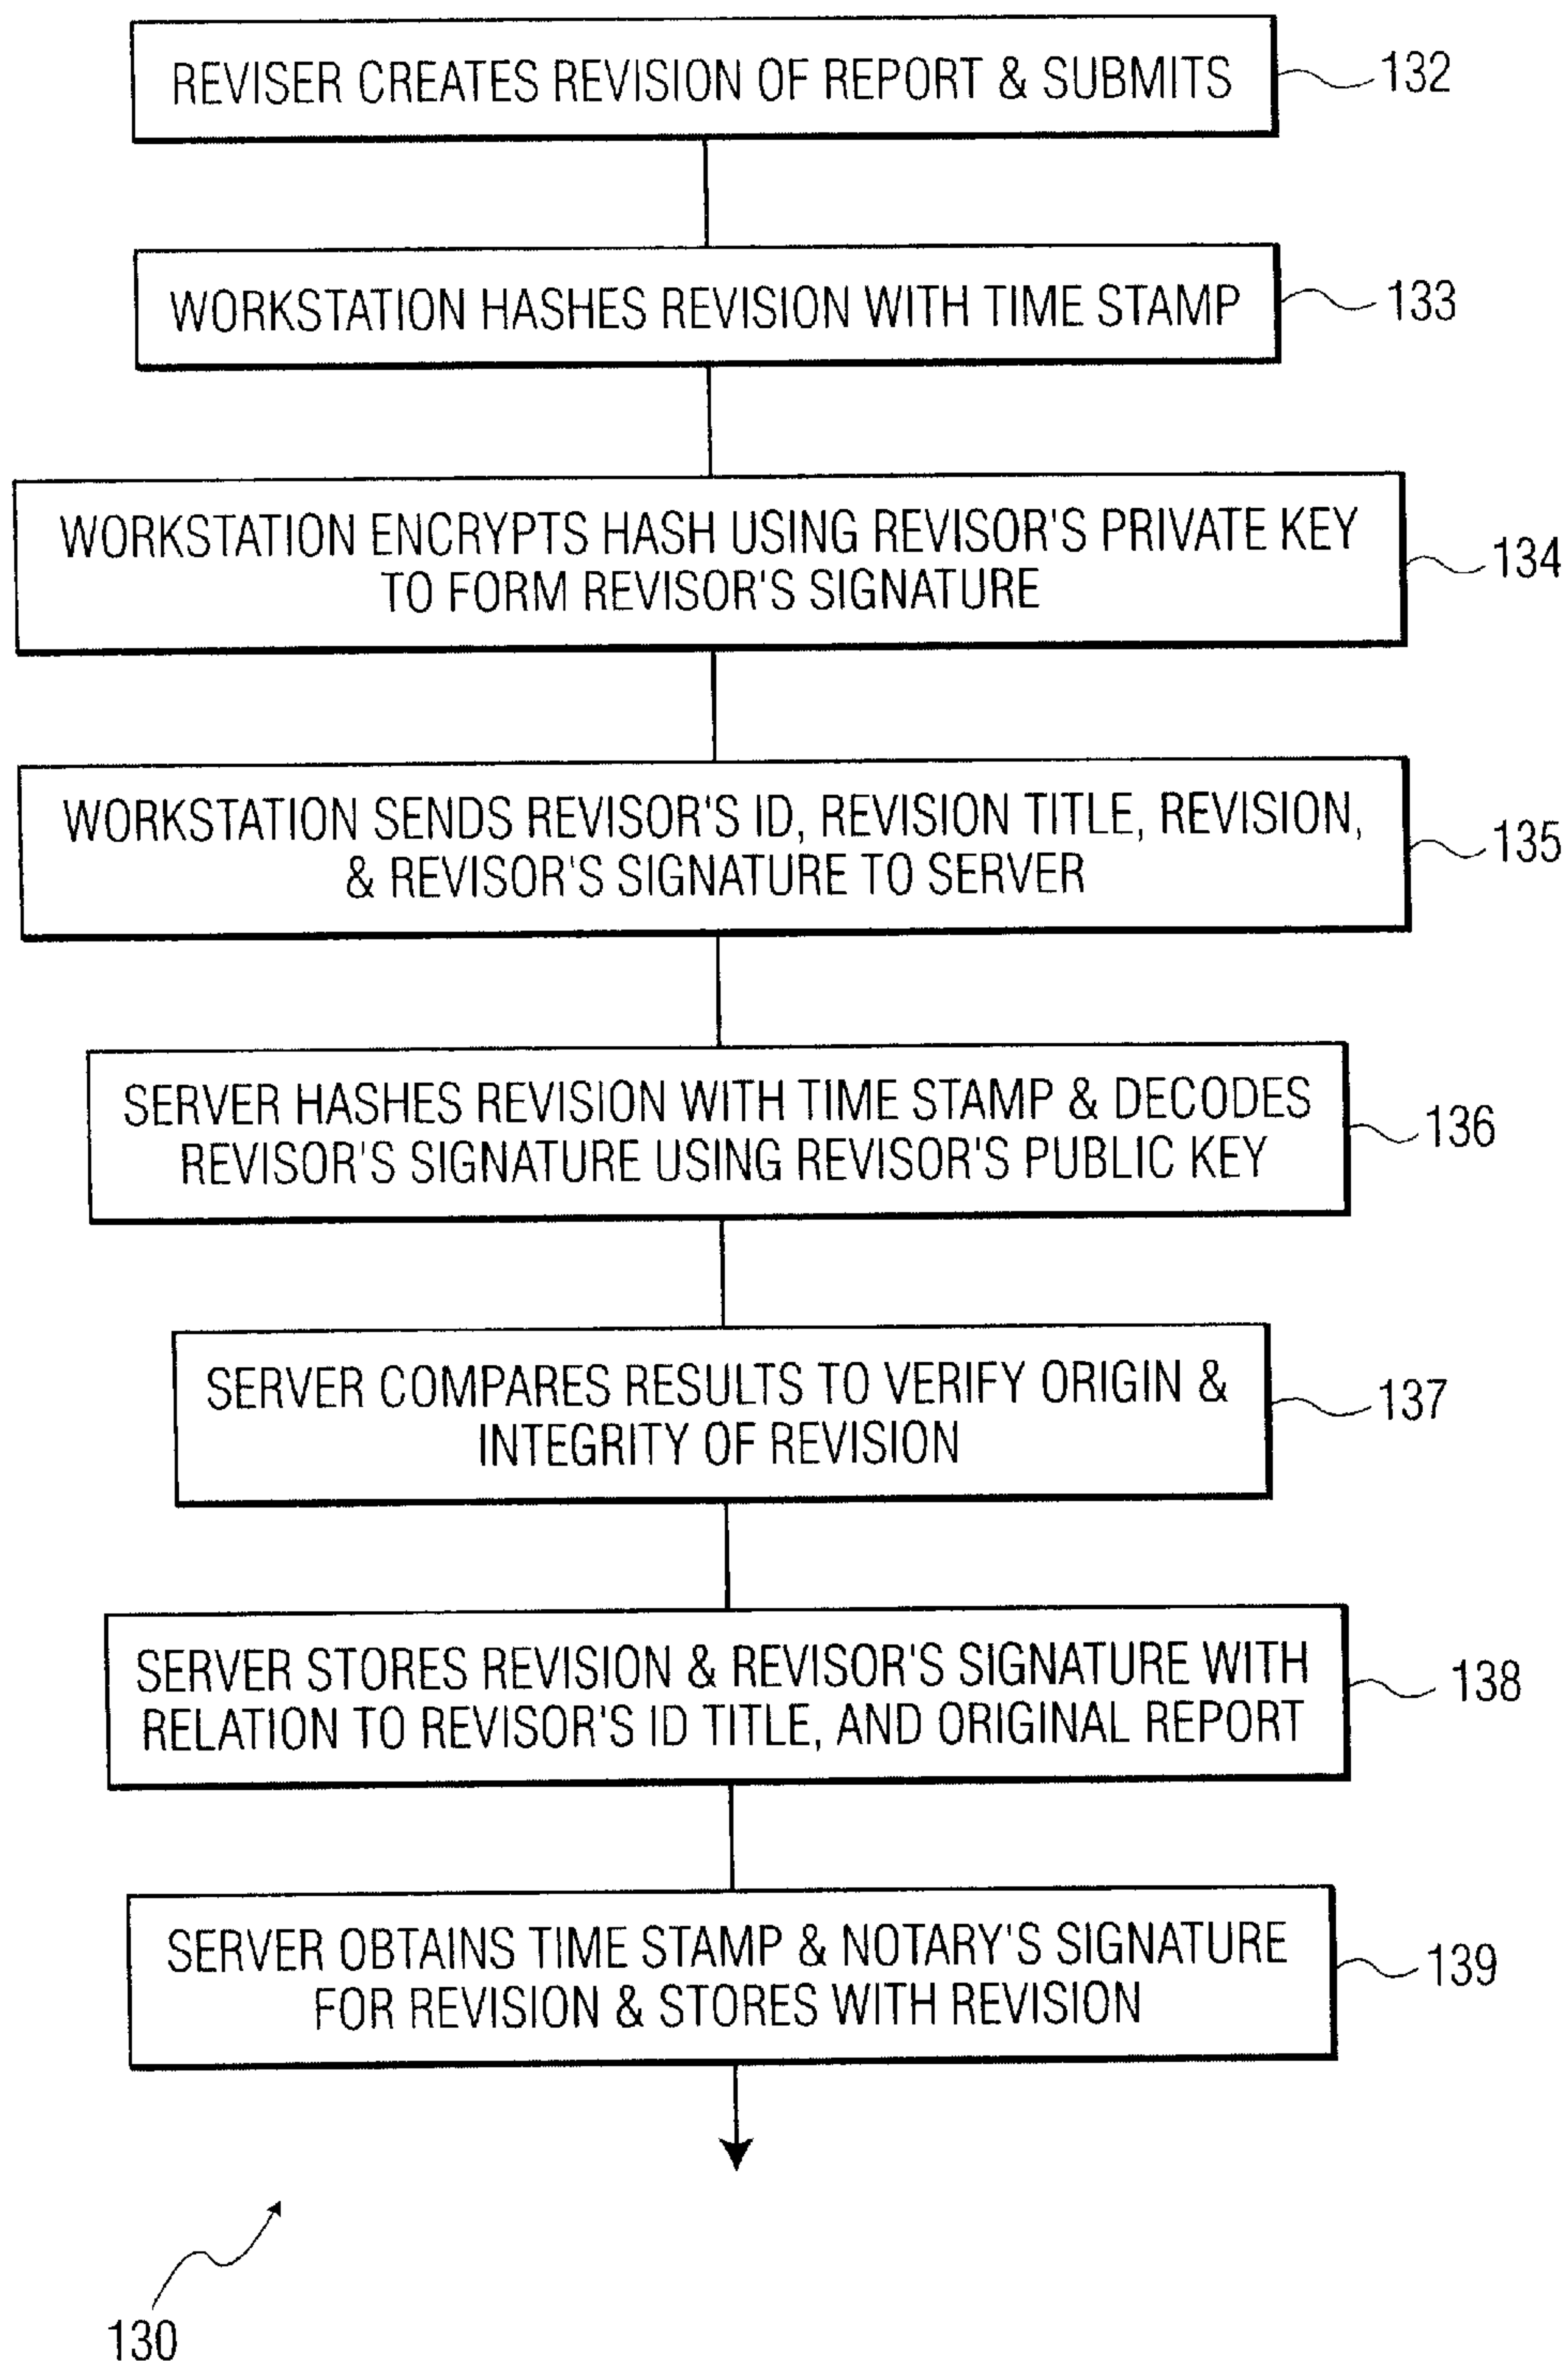 REVISER CREATES REVISION OF REPORT & SUBMITS
132
WORKSTATION HASHES REVISION WITH TIME STAMP
133
WORKSTATION ENCRYPTS HASH USING REVISOR'S PRIVATE KEY
TO FORM REVISOR'S SIGNATURE
134
WORKSTATION SENDS REVISOR'S ID, REVISION TITLE, REVISION,
& REVISOR'S SIGNATURE TO SERVER
135
SERVER HASHES REVISION WITH TIME STAMP & DECODES
REVISOR'S SIGNATURE USING REVISOR'S PUBLIC KEY
136
SERVER COMPARES RESULTS TO VERIFY ORIGIN &
INTEGRITY OF REVISION
137
SERVER STORES REVISION & REVISOR'S SIGNATURE WITH
RELATION TO REVISOR'S ID TITLE, AND ORIGINAL REPORT
138
SERVER OBTAINS TIME STAMP & NOTARY'S SIGNATURE
FOR REVISION & STORES WITH REVISION
139
130